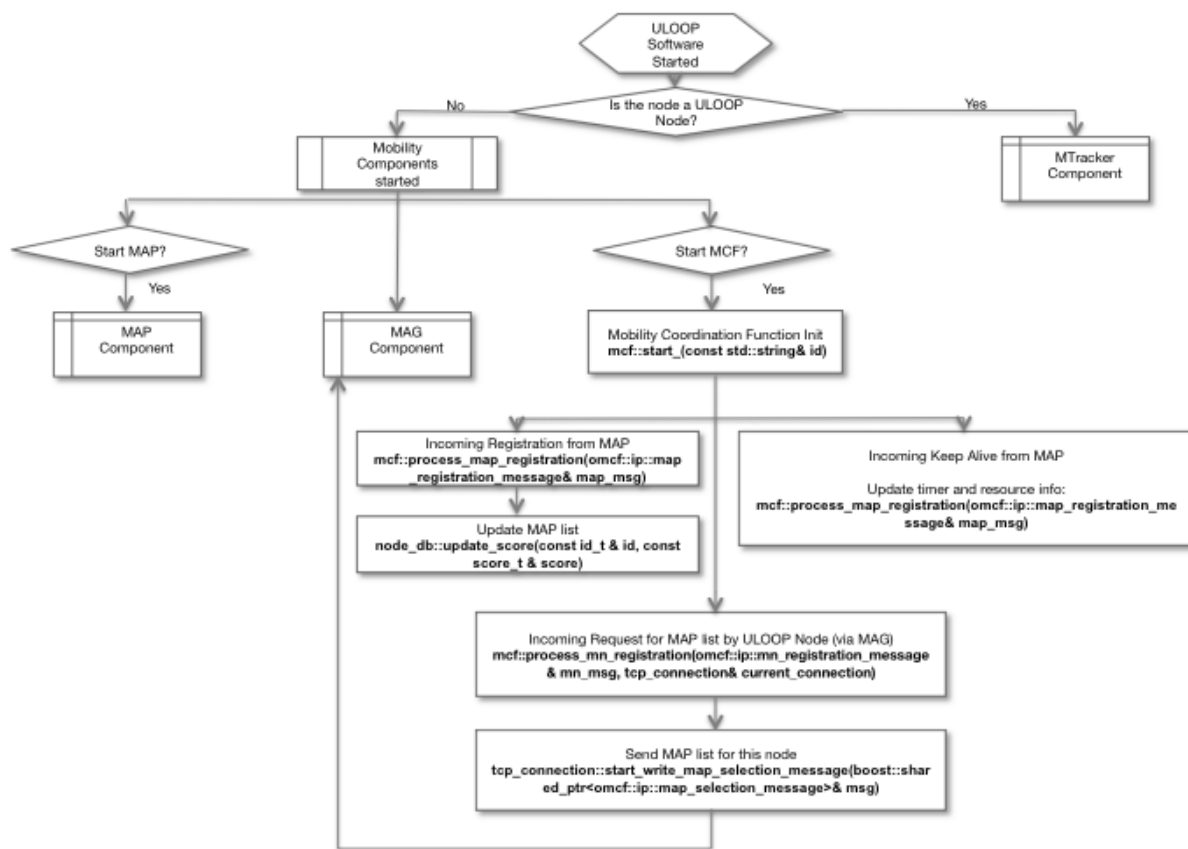 ULOOP
Software
Started
Is the node a ULOOP
Node?
No
Yes
Mobility
Components
started
MTracker
Component
Start MAP?
Start MCF?
Yes
Yes
MAP
Component
MAG
Component
Mobility Coordination Function Init
mcf::start_(const std::string& id)
Incoming Registration from MAP
mcf::process_map_registration(omcf::ip::map
_registration_message& map_msg)
Incoming Keep Alive from MAP
Update timer and resource info:
mcf::process_map_registration(omcf::ip::map_registration_me
ssage& map_msg)
Update MAP list
node_db::update_score(const id_t & id, const
score_t & score)
Incoming Request for MAP list by ULOOP Node (via MAG)
mcf::process_mn_registration(omcf::ip::mn_registration_message
& mn_msg, tcp_connection& current_connection)
Send MAP list for this node
tcp_connection::start_write_map_selection_message(boost::shar
ed_ptr<omcf::ip::map_selection_message>& msg)